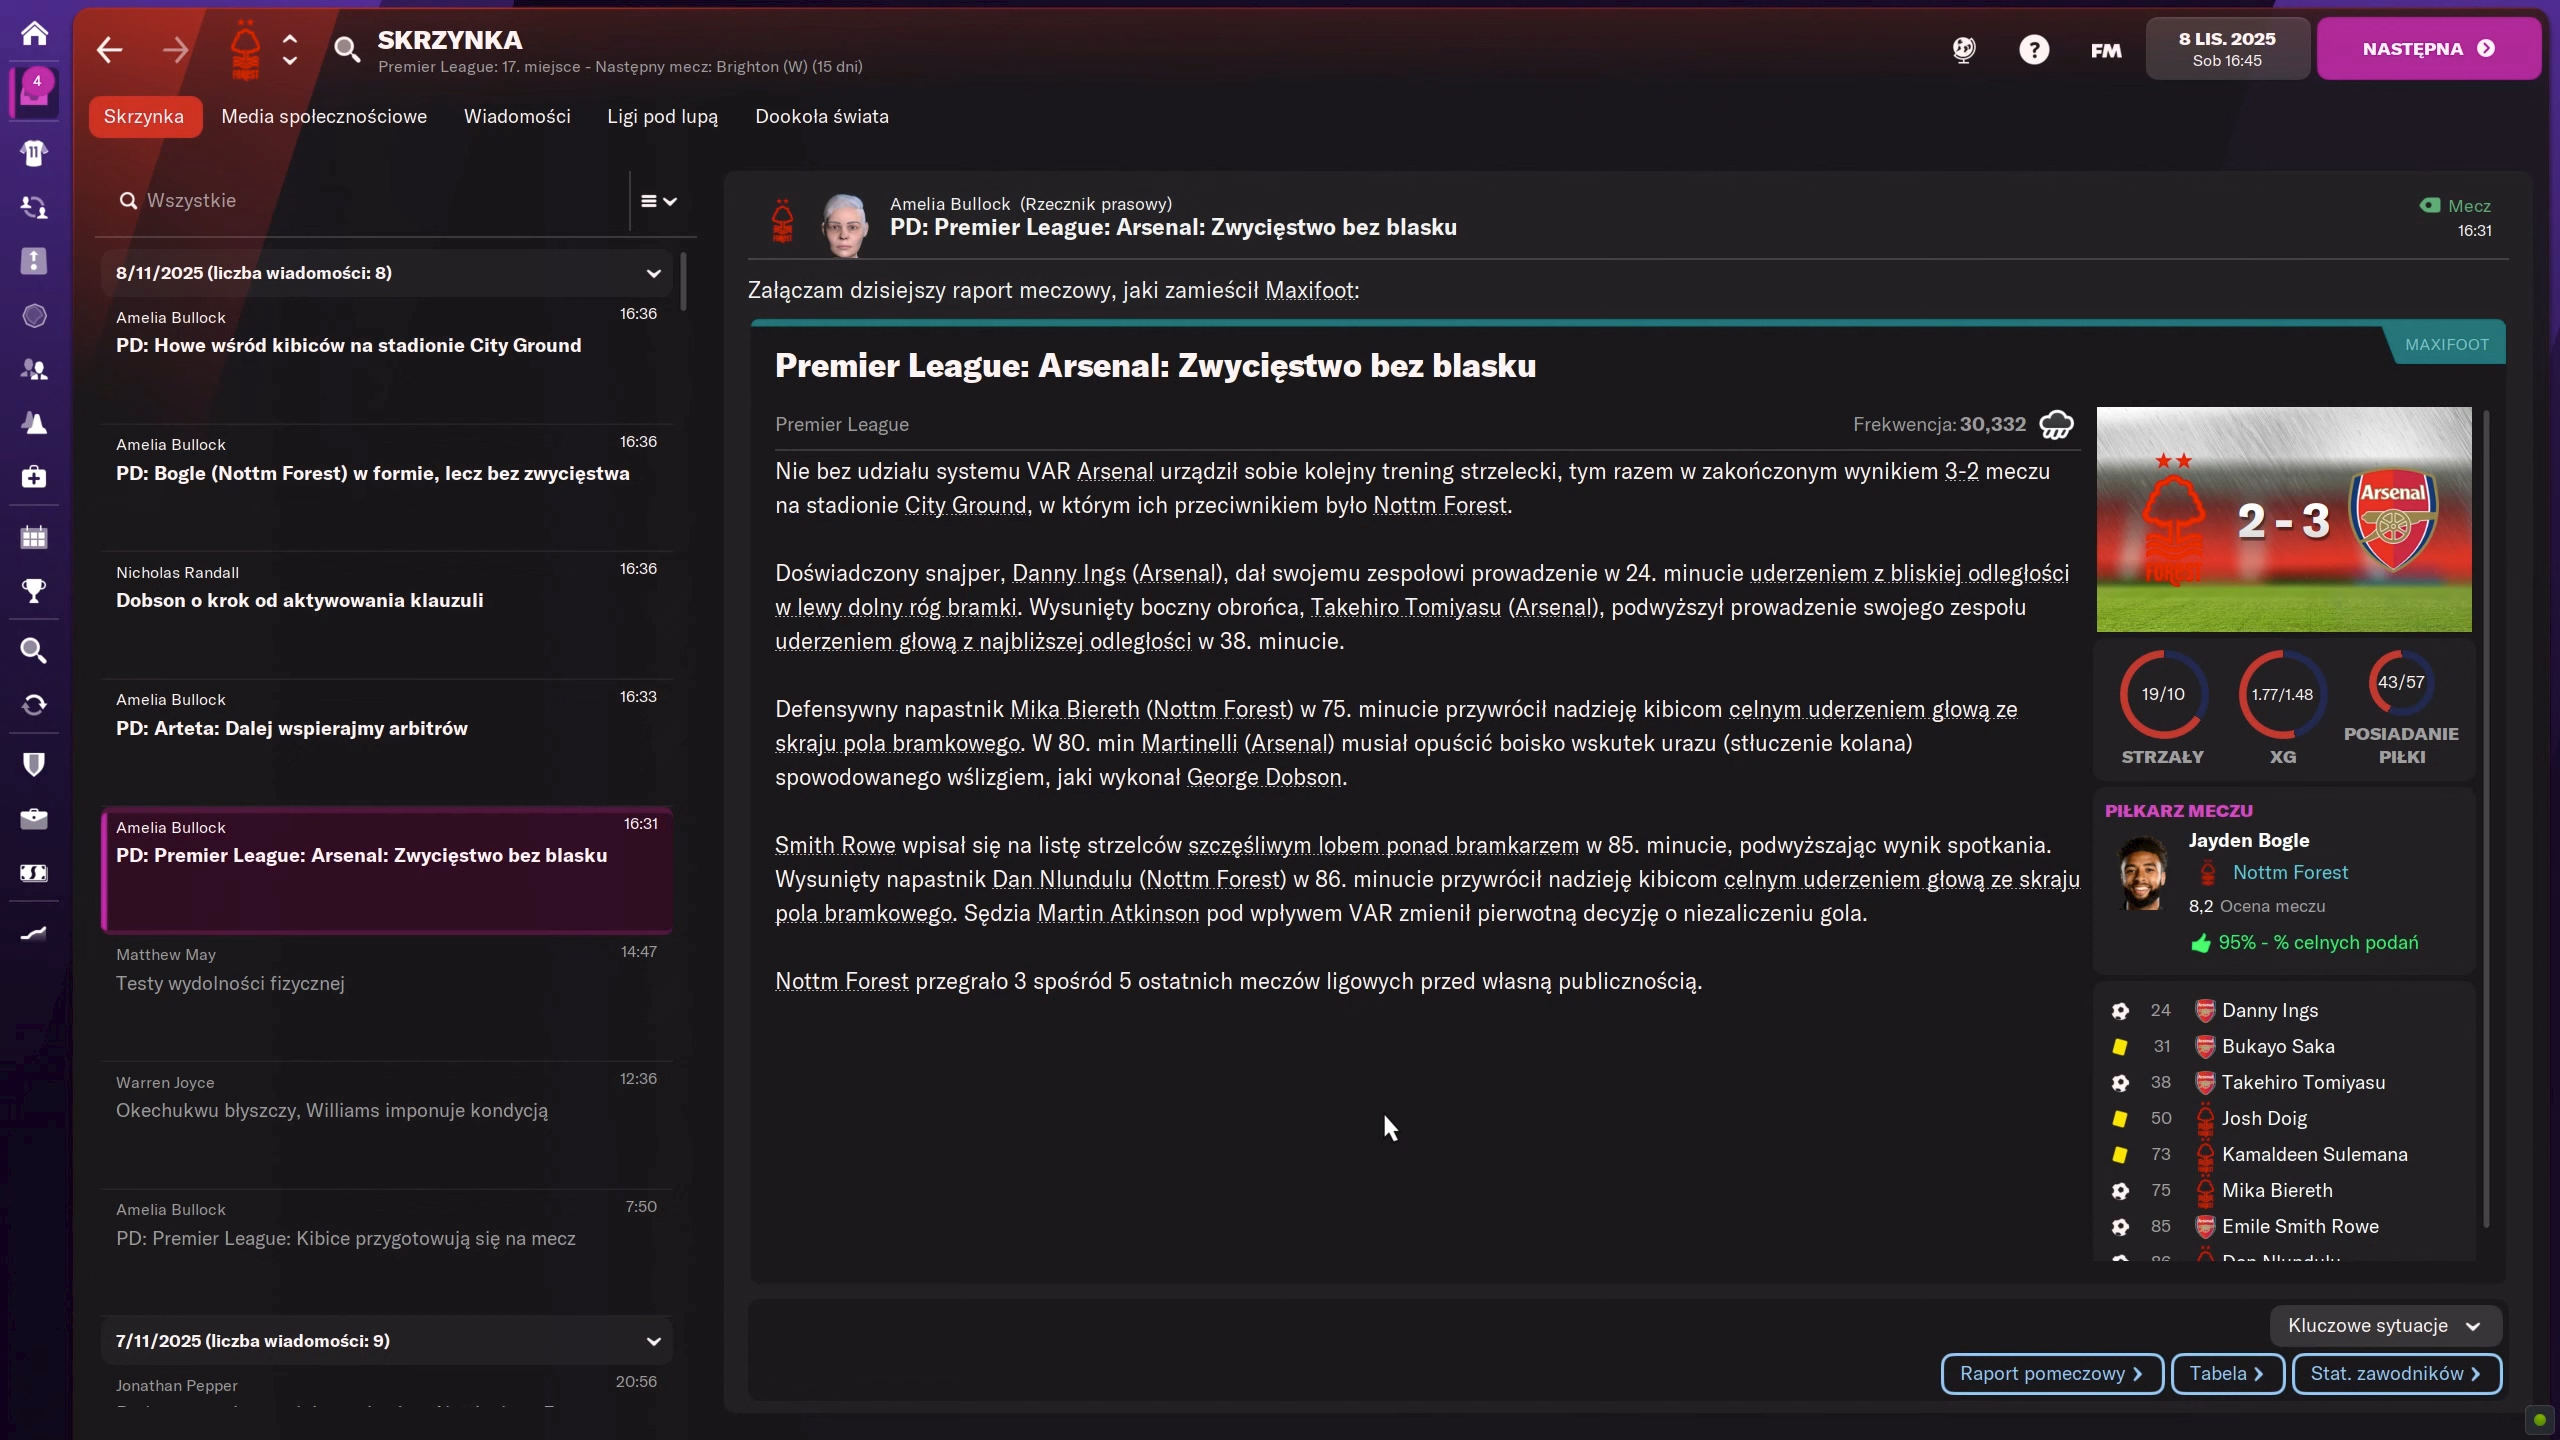 4
SKRZYNKA
Premier League: 17. miejsce - Następny mecz: Brighton (W) (15 dni)
FM
8 LIS. 2025
Sob 16:45
NASTĘPNA
Skrzynka
Media społecznościowe
Wiadomości
Ligi pod lupą
Dookoła świata
Wszystkie
8/11/2025 (liczba wiadomości: 8)
Amelia Bullock 16:36
PD: Howe wśród kibiców na stadionie City Ground
Amelia Bullock 16:36
PD: Bogle (Nottm Forest) w formie, lecz bez zwycięstwa
Nicholas Randall 16:36
Dobson o krok od aktywowania klauzuli
Amelia Bullock 16:33
PD: Arteta: Dalej wspierajmy arbitrów
Amelia Bullock 16:31
PD: Premier League: Arsenal: Zwycięstwo bez blasku
Matthew May 14:47
Testy wydolności fizycznej
Warren Joyce 12:36
Okechukwu błyszczy, Williams imponuje kondycją
Amelia Bullock 7:50
PD: Premier League: Kibice przygotowują się na mecz
7/11/2025 (liczba wiadomości: 9)
Jonathan Pepper 20:56
Amelia Bullock (Rzecznik prasowy)
PD: Premier League: Arsenal: Zwycięstwo bez blasku
Mecz
16:31
Załączam dzisiejszy raport meczowy, jaki zamieścił Maxifoot:
MAXIFOOT
Premier League: Arsenal: Zwycięstwo bez blasku
Premier League
Frekwencja: 30,332
Nie bez udziału systemu VAR Arsenal urządził sobie kolejny trening strzelecki, tym razem w zakończonym wynikiem 3-2 meczu
na stadionie City Ground, w którym ich przeciwnikiem było Nottm Forest.
Doświadczony snajper, Danny Ings (Arsenal), dał swojemu zespołowi prowadzenie w 24. minucie uderzeniem z bliskiej odległości
w lewy dolny róg bramki. Wysunięty boczny obrońca, Takehiro Tomiyasu (Arsenal), podwyższył prowadzenie swojego zespołu
uderzeniem głową z najbliższej odległości w 38. minucie.
Defensywny napastnik Mika Biereth (Nottm Forest) w 75. minucie przywrócił nadzieję kibicom celnym uderzeniem głową ze
skraju pola bramkowego. W 80. min Martinelli (Arsenal) musiał opuścić boisko wskutek urazu (stłuczenie kolana)
spowodowanego wślizgiem, jaki wykonał George Dobson.
Smith Rowe wpisał się na listę strzelców szczęśliwym lobem ponad bramkarzem w 85. minucie, podwyższając wynik spotkania.
Wysunięty napastnik Dan Nlundulu (Nottm Forest) w 86. minucie przywrócił nadzieję kibicom celnym uderzeniem głową ze skraju
pola bramkowego. Sędzia Martin Atkinson pod wpływem VAR zmienił pierwotną decyzję o niezaliczeniu gola.
Nottm Forest przegrało 3 spośród 5 ostatnich meczów ligowych przed własną publicznością.
FOREST
2 - 3
Arsenal
19/10
STRZAŁY
1.77/1.48
XG
43/57
POSIADANIE
PIŁKI
PIŁKARZ MECZU
Jayden Bogle
Nottm Forest
8,2 Ocena meczu
95% - % celnych podań
24 Danny Ings
31 Bukayo Saka
38 Takehiro Tomiyasu
50 Josh Doig
73 Kamaldeen Sulemana
75 Mika Biereth
85 Emile Smith Rowe
86 Dan Nlundulu
Kluczowe sytuacje
Raport pomeczowy
Tabela
Stat. zawodników